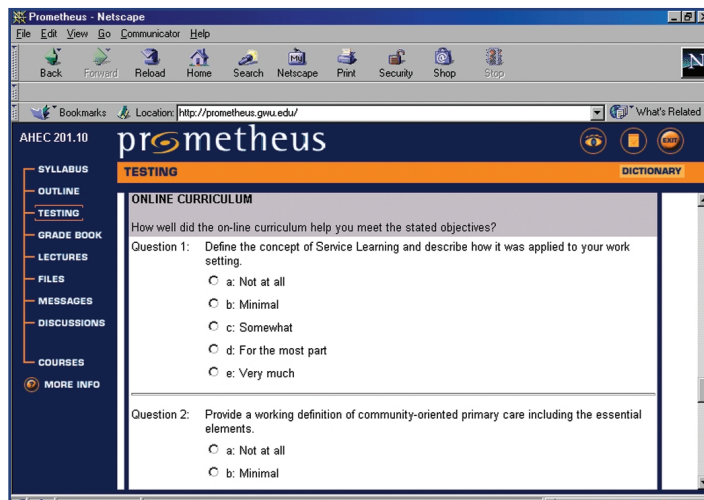 Prometheus - Netscape
File Edit View Go Communicator Help
Back Forward Reload Home Search Netscape Print Security Shop Stop
Bookmarks Location: http://prometheus.gwu.edu/ What's Related
AHEC 201.10
prometheus
EXIT
TESTING
DICTIONARY
SYLLABUS
OUTLINE
TESTING
GRADE BOOK
LECTURES
FILES
MESSAGES
DISCUSSIONS
COURSES
MORE INFO
ONLINE CURRICULUM
How well did the on-line curriculum help you meet the stated objectives?
Question 1: Define the concept of Service Learning and describe how it was applied to your work
setting.
a: Not at all
b: Minimal
c: Somewhat
d: For the most part
e: Very much
Question 2: Provide a working definition of community-oriented primary care including the essential
elements.
a: Not at all
b: Minimal